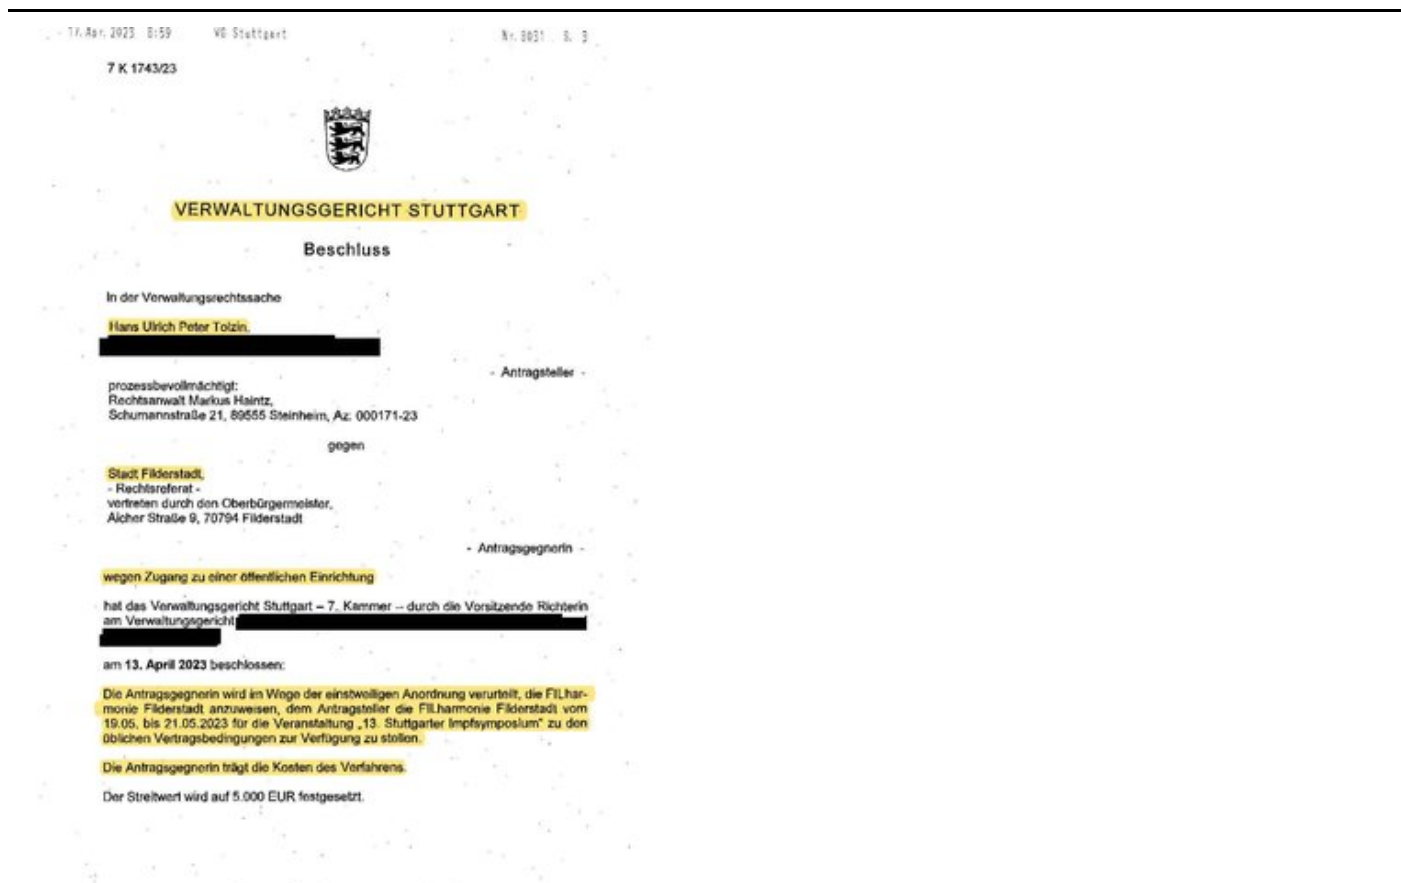 17. Apr. 2023 8:59 VG Stuttgart Nr. 8031 S. 3
7 K 1743/23
VERWALTUNGSGERICHT STUTTGART
Beschluss
In der Verwaltungsrechtssache
Hans Ulrich Peter Tolzin,
- Antragsteller -
prozessbevollmächtigt:
Rechtsanwalt Markus Haintz,
Schumannstraße 21, 89555 Steinheim, Az: 000171-23
gegen
Stadt Filderstadt,
- Rechtsreferat -
vertreten durch den Oberbürgermeister,
Aicher Straße 9, 70794 Filderstadt
- Antragsgegnerin -
wegen Zugang zu einer öffentlichen Einrichtung
hat das Verwaltungsgericht Stuttgart – 7. Kammer – durch die Vorsitzende Richterin
am Verwaltungsgericht
am 13. April 2023 beschlossen:
Die Antragsgegnerin wird im Wege der einstweiligen Anordnung verurteilt, die FILhar-
monie Filderstadt anzuweisen, dem Antragsteller die FILharmonie Filderstadt vom
19.05. bis 21.05.2023 für die Veranstaltung „13. Stuttgarter Impfsymposium" zu den
üblichen Vertragsbedingungen zur Verfügung zu stellen.
Die Antragsgegnerin trägt die Kosten des Verfahrens.
Der Streitwert wird auf 5.000 EUR festgesetzt.